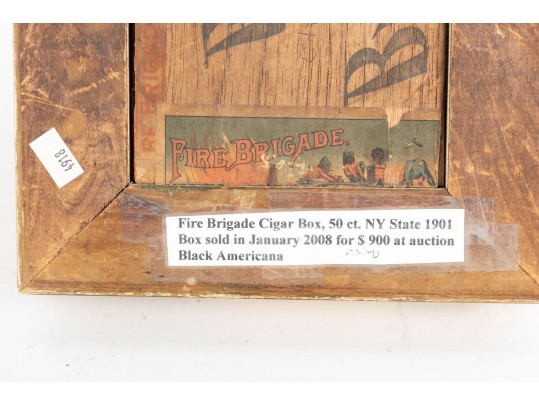 FIRE BRIGADE.
8164
Fire Brigade Cigar Box, 50 ct. NY State 1901
Box sold in January 2008 for $ 900 at auction
Black Americana